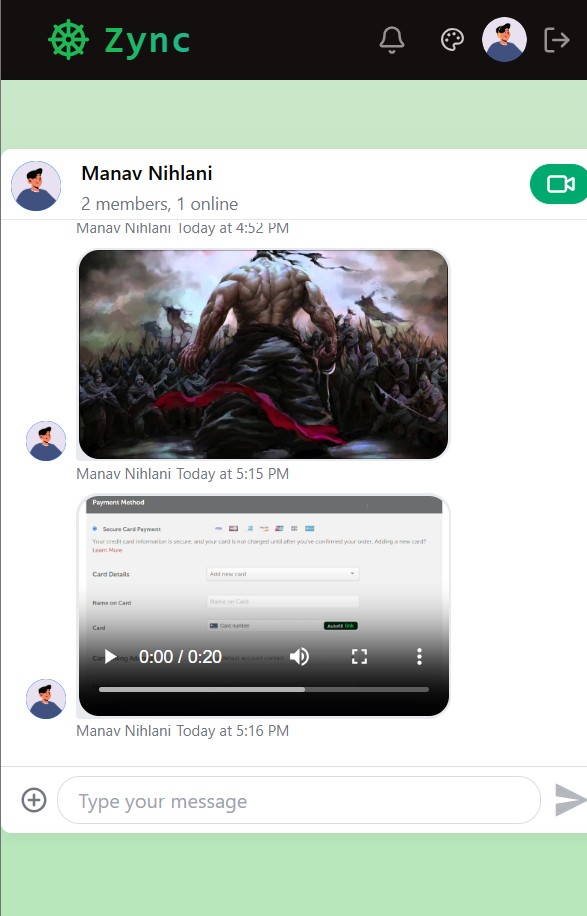 Zync
Manav Nihlani
2 members, 1 online
Manav Nihlani Today at 4:52 PM
Manav Nihlani Today at 5:15 PM
Payment Method
Secure Card Payment
Your credit card information is secure, and your card is not charged until after you've confirmed your order. Adding a new card?
Learn More
Card Details
Add new card
Name on Card
Name on Card
Card
Card number
Autofill link
0:00 / 0:20
default account contact
Manav Nihlani Today at 5:16 PM
Type your message